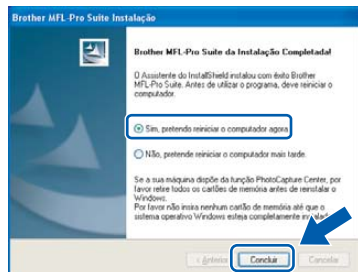 Brother MFL-Pro Suite Instalação
Brother MFL-Pro Suite da Instalação Completada!
O Assistente do InstallShield instalou com êxito Brother
MFL-Pro Suite. Antes de utilizar o programa, deve reiniciar o
computador.
Sim, pretendo reiniciar o computador agora.
Não, pretende reiniciar o computador mais tarde.
Se a sua máquina dispõe da função PhotoCapture Center, por
favor retire todos os cartões de memória antes de reinstalar o
Windows.
Por favor não insira nenhum cartão de memória até que o
sistema operativo Windows esteja completamente instalado.
< Anterior Concluir Cancelar